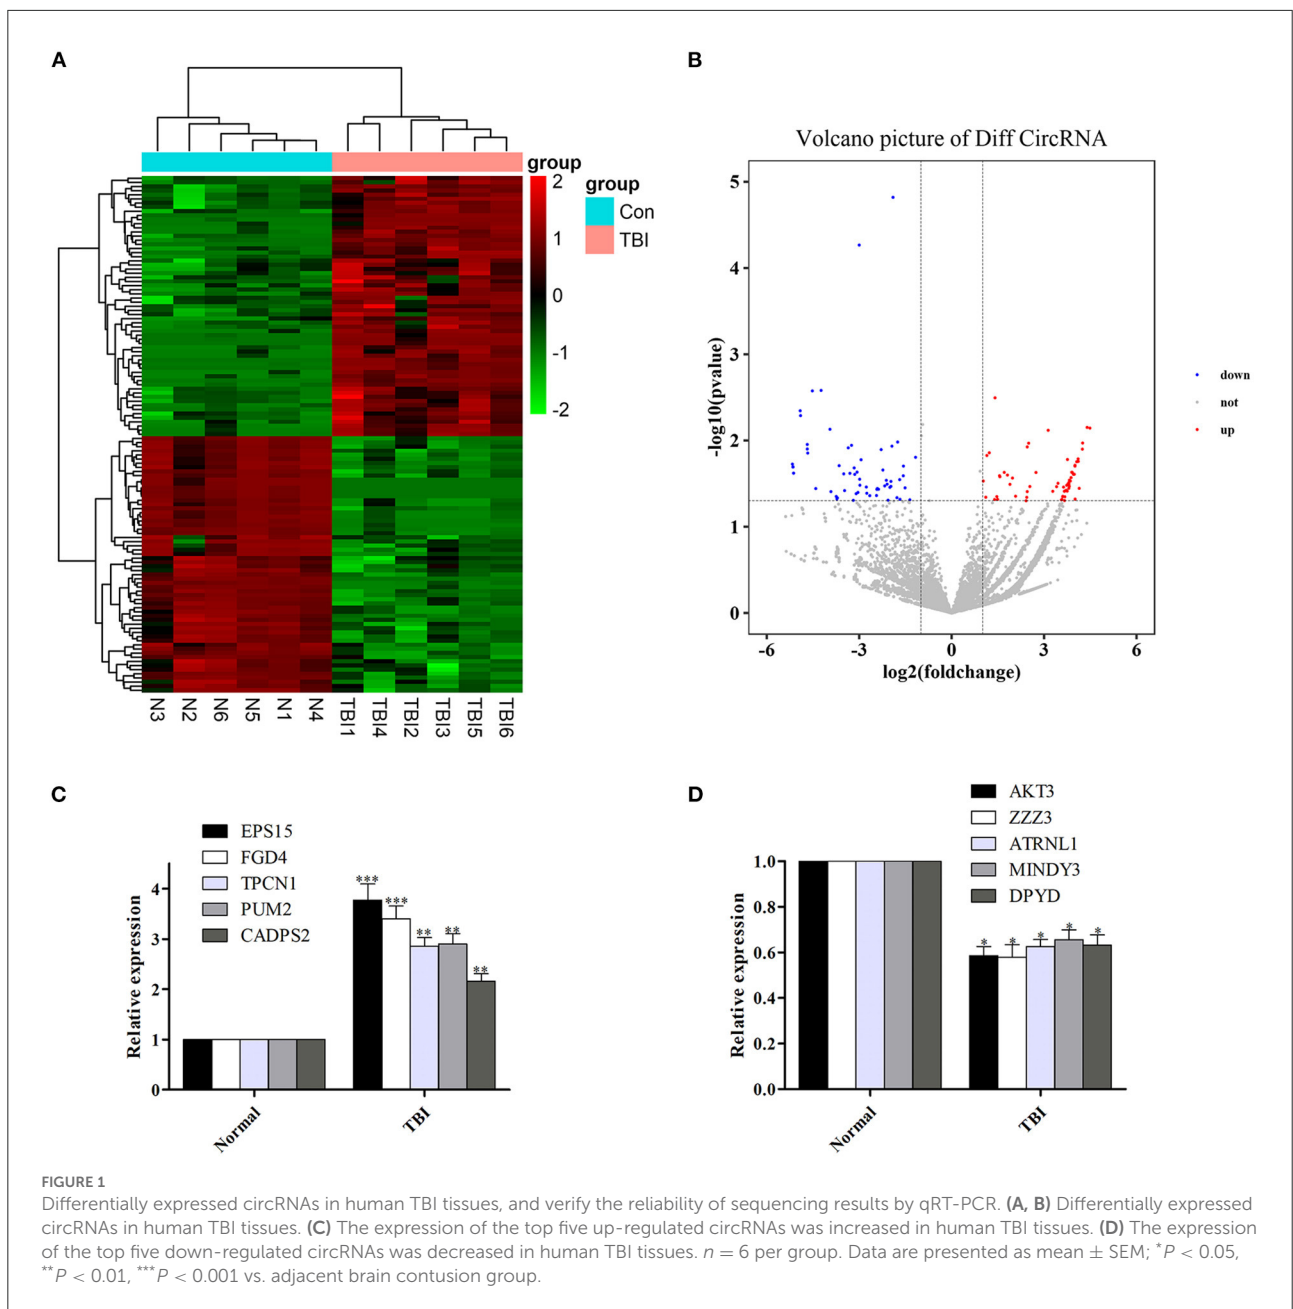 A
group
2
1
0
-1
-2
group
Con
TBI
N3
N2
N6
N5
N1
N4
TBI1
TBI4
TBI2
TBI3
TBI5
TBI6
B
Volcano picture of Diff CircRNA
-log10(pvalue)
5
4
3
2
1
0
-6
-3
0
3
6
log2(foldchange)
down
not
up
C
EPS15
FGD4
TPCN1
PUM2
CADPS2
Relative expression
4
3
2
1
0
***
***
**
**
**
Normal
TBI
D
AKT3
ZZZ3
ATRNL1
MINDY3
DPYD
Relative expression
1.0
0.8
0.6
0.4
0.2
0.0
*
*
*
*
*
Normal
TBI
FIGURE 1
Differentially expressed circRNAs in human TBI tissues, and verify the reliability of sequencing results by qRT-PCR. (A, B) Differentially expressed
circRNAs in human TBI tissues. (C) The expression of the top five up-regulated circRNAs was increased in human TBI tissues. (D) The expression
of the top five down-regulated circRNAs was decreased in human TBI tissues. n = 6 per group. Data are presented as mean ± SEM; *P < 0.05,
**P < 0.01, ***P < 0.001 vs. adjacent brain contusion group.